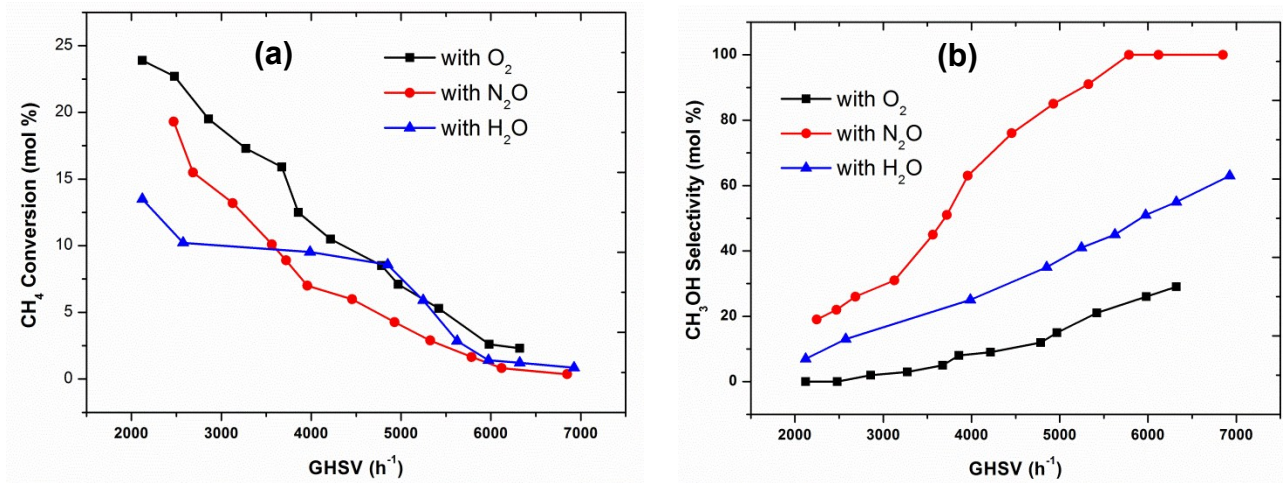 (a)
with O₂
with N₂O
with H₂O
CH₄ Conversion (mol %)
25
20
15
10
5
0
2000 3000 4000 5000 6000 7000
GHSV (h⁻¹)
(b)
with O₂
with N₂O
with H₂O
CH₃OH Selectivity (mol %)
100
80
60
40
20
0
2000 3000 4000 5000 6000 7000
GHSV (h⁻¹)